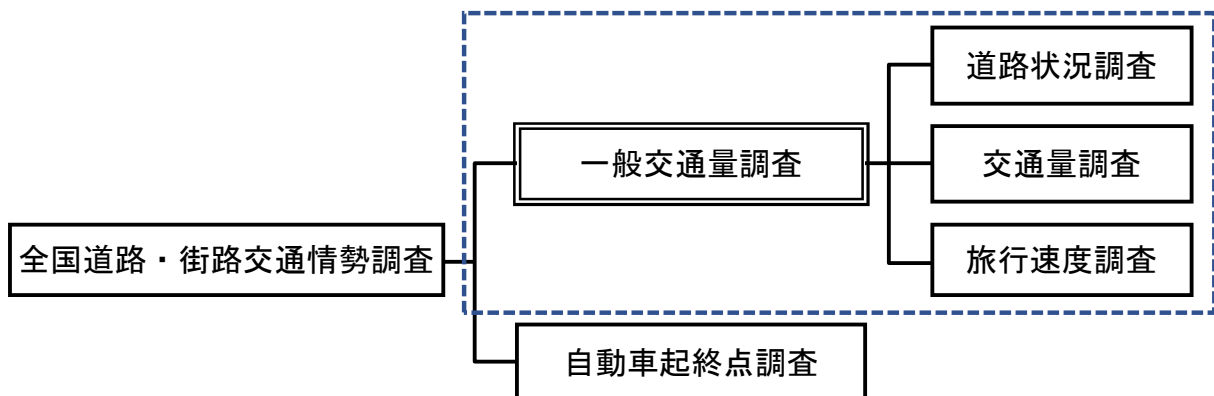 全国道路・街路交通情勢調査
一般交通量調査
道路状況調査
交通量調査
旅行速度調査
自動車起終点調査